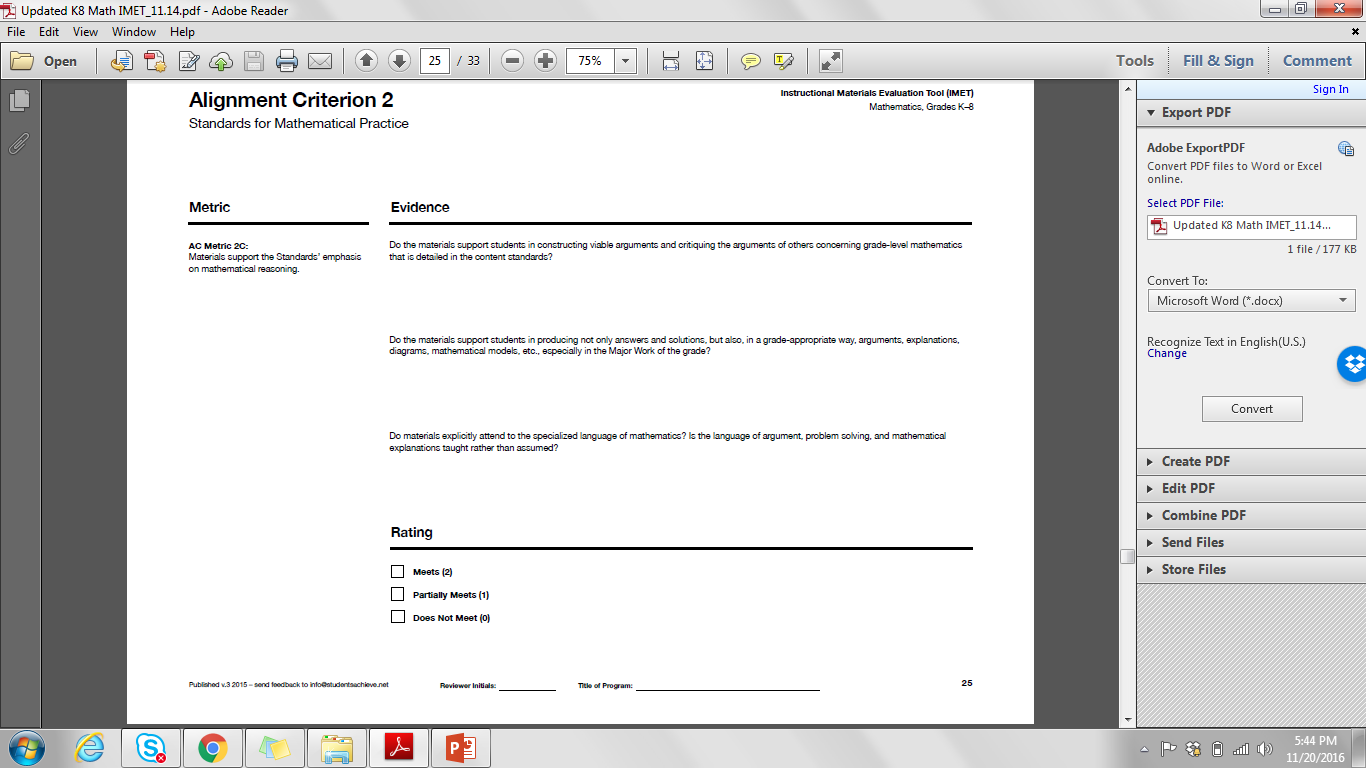 Updated K8 Math IMET_11.14.pdf - Adobe Reader
File Edit View Window Help
Open 25 / 33 75% Tools Fill & Sign Comment
Sign In
Alignment Criterion 2
Standards for Mathematical Practice
Instructional Materials Evaluation Tool (IMET)
Mathematics, Grades K–8
Metric
Evidence
AC Metric 2C:
Materials support the Standards' emphasis
on mathematical reasoning.
Do the materials support students in constructing viable arguments and critiquing the arguments of others concerning grade-level mathematics
that is detailed in the content standards?
Do the materials support students in producing not only answers and solutions, but also, in a grade-appropriate way, arguments, explanations,
diagrams, mathematical models, etc., especially in the Major Work of the grade?
Do materials explicitly attend to the specialized language of mathematics? Is the language of argument, problem solving, and mathematical
explanations taught rather than assumed?
Rating
Meets (2)
Partially Meets (1)
Does Not Meet (0)
Published v.3 2015 – send feedback to info@studentsachieve.net
Reviewer Initials:
Title of Program:
25
Export PDF
Adobe ExportPDF
Convert PDF files to Word or Excel
online.
Select PDF File:
Updated K8 Math IMET_11.14...
1 file / 177 KB
Convert To:
Microsoft Word (*.docx)
Recognize Text in English(U.S.)
Change
Convert
Create PDF
Edit PDF
Combine PDF
Send Files
Store Files
5:44 PM
11/20/2016